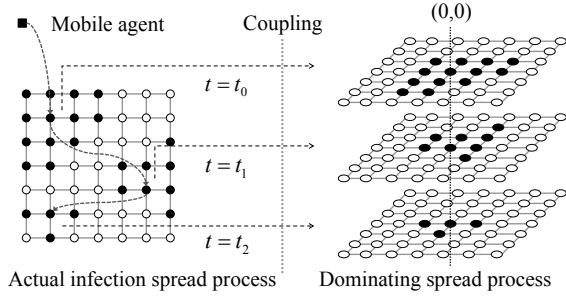 (0,0)
Mobile agent
Coupling
t = t₀
t = t₁
t = t₂
Actual infection spread process
Dominating spread process